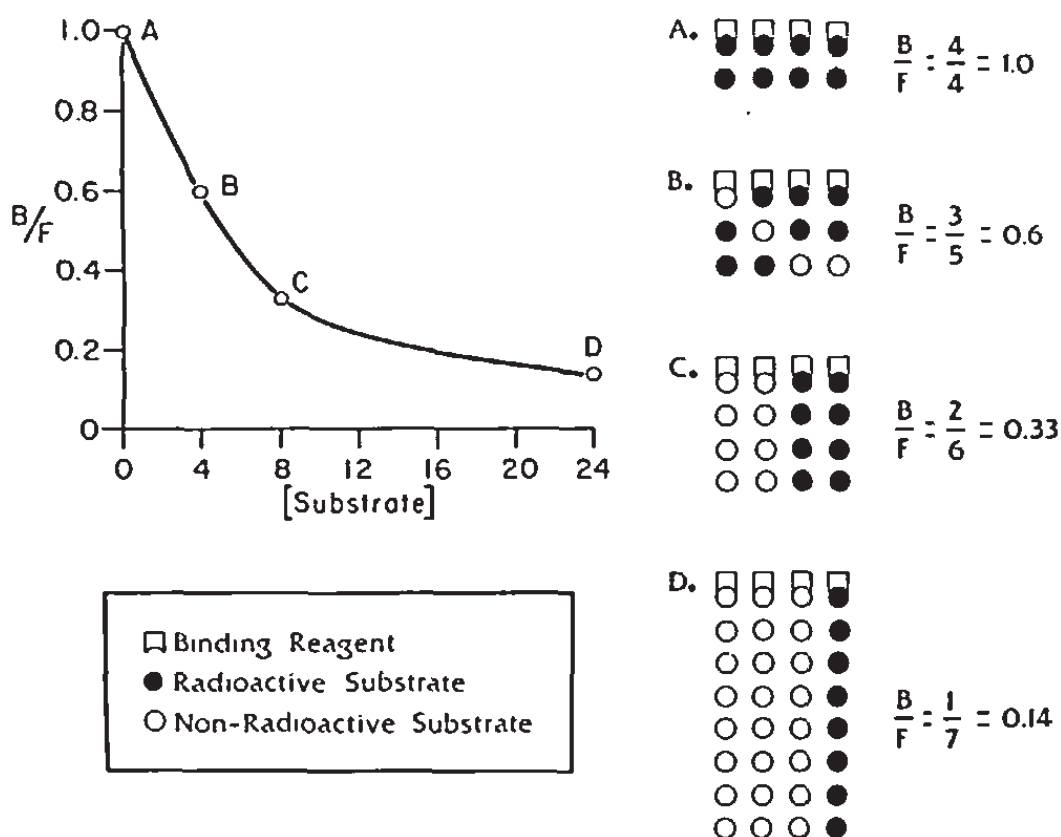 1.0
A
0.8
0.6
B
B/F
0.4
C
0.2
D
0
0 4 8 12 16 20 24
[Substrate]
Binding Reagent
Radioactive Substrate
Non-Radioactive Substrate
A.
B/F = 4/4 = 1.0
B.
B/F = 3/5 = 0.6
C.
B/F = 2/6 = 0.33
D.
B/F = 1/7 = 0.14